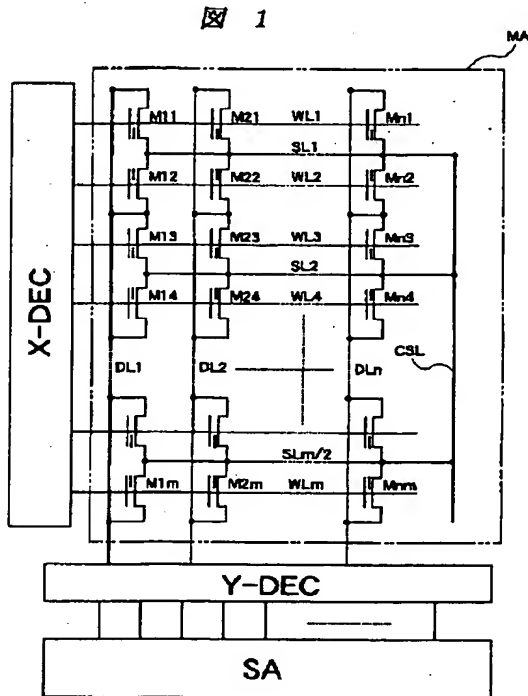 図 1
MA
M11 M21 WL1 Mn1
SL1
M12 M22 WL2 Mn2
M13 M23 WL3 Mn3
SL2
M14 M24 WL4 Mn4
X-DEC
DL1 DL2 DLn CSL
SLm/2
M1m M2m WLm Mnm
Y-DEC
SA